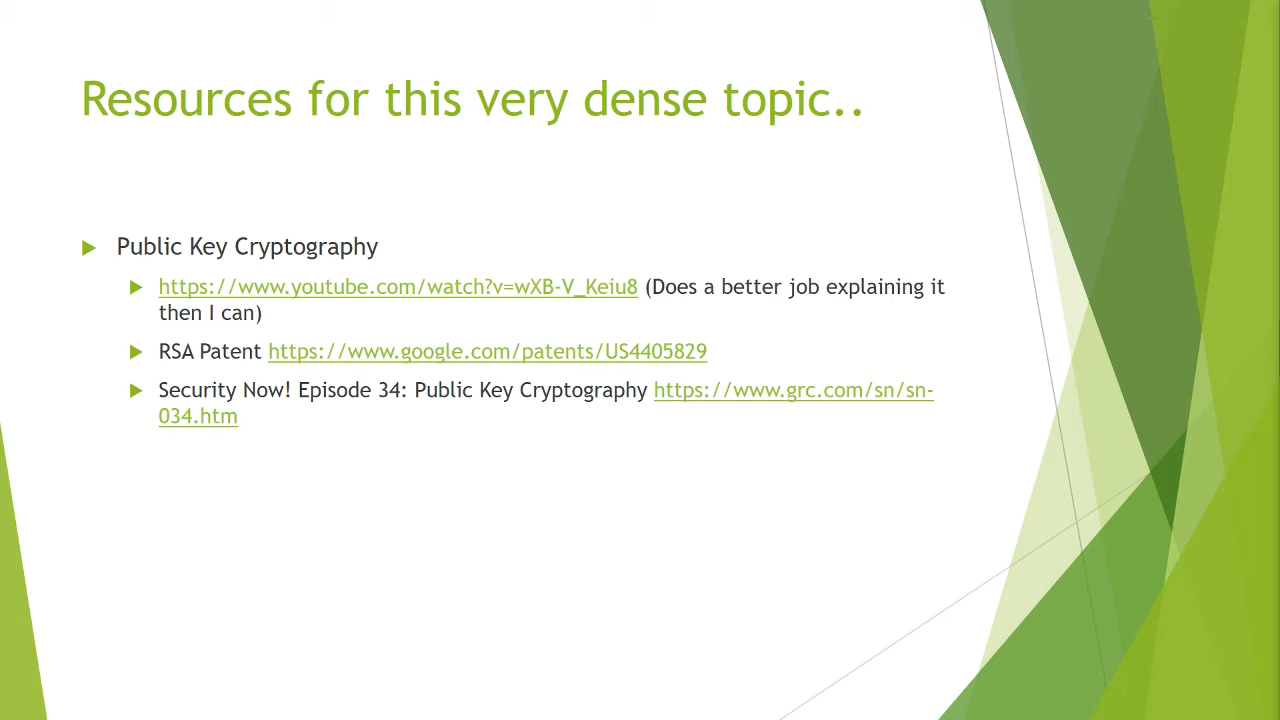 Resources for this very dense topic..
Public Key Cryptography
https://www.youtube.com/watch?v=wXB-V_Keiu8 (Does a better job explaining it
then I can)
RSA Patent https://www.google.com/patents/US4405829
Security Now! Episode 34: Public Key Cryptography https://www.grc.com/sn/sn-
034.htm